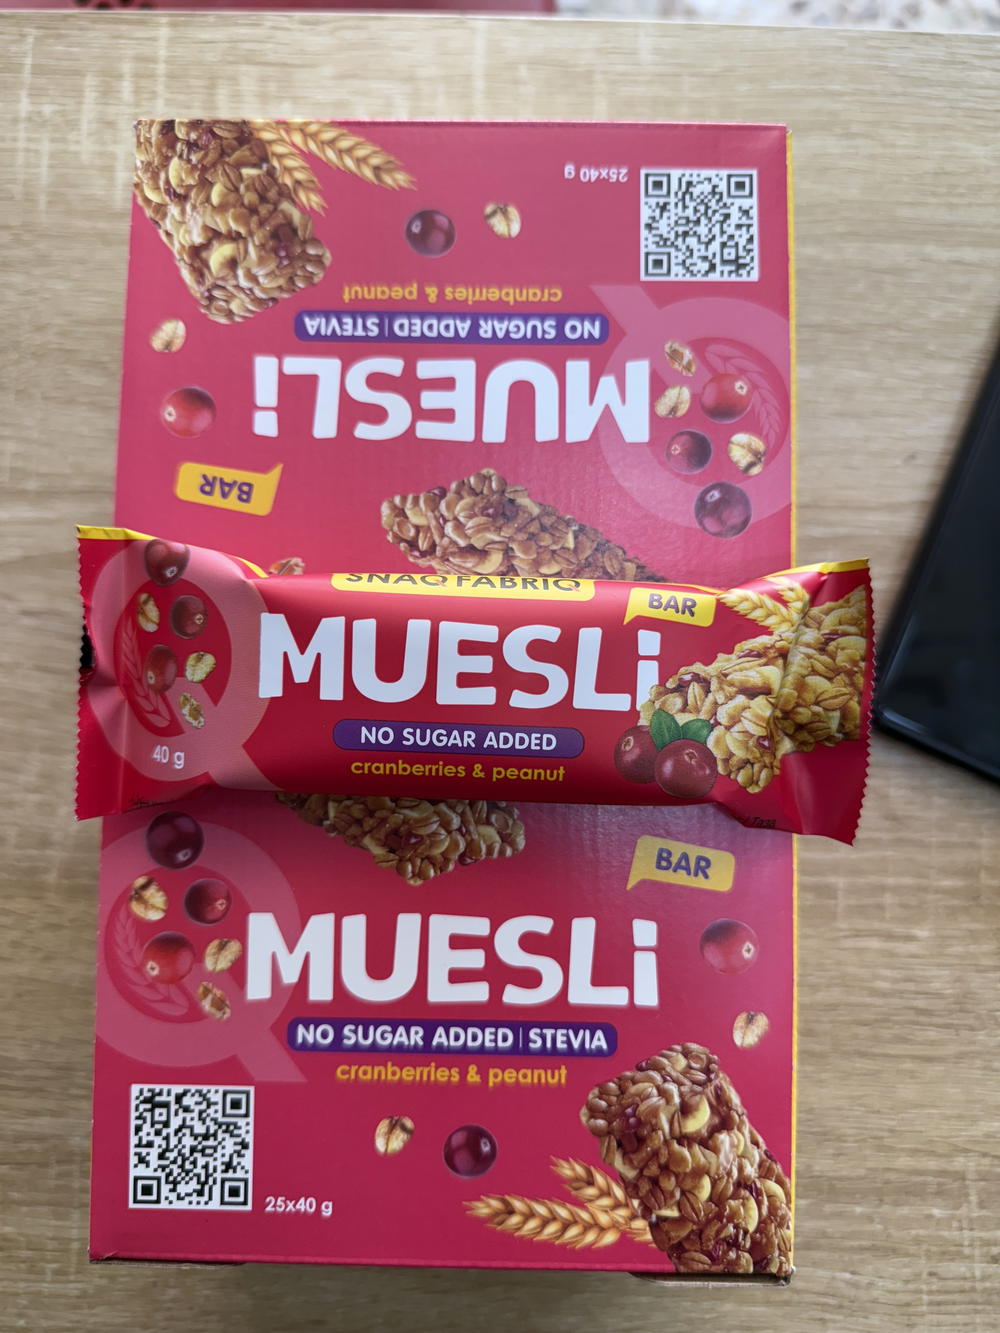 25x40 g
cranberries & peanut
NO SUGAR ADDED | STEVIA
MUESLi
BAR
SNAQ FABRIQ
BAR
MUESLi
NO SUGAR ADDED
cranberries & peanut
40 g
BAR
MUESLi
NO SUGAR ADDED | STEVIA
cranberries & peanut
25x40 g